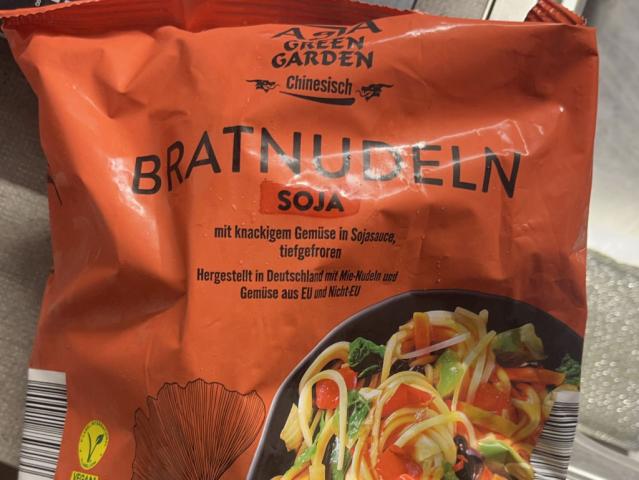 ASIA
GREEN
GARDEN
Chinesisch
BRATNUDELN
SOJA
mit knackigem Gemüse in Sojasauce,
tiefgefroren
Hergestellt in Deutschland mit Mie-Nudeln und
Gemüse aus EU und Nicht-EU
VEGAN